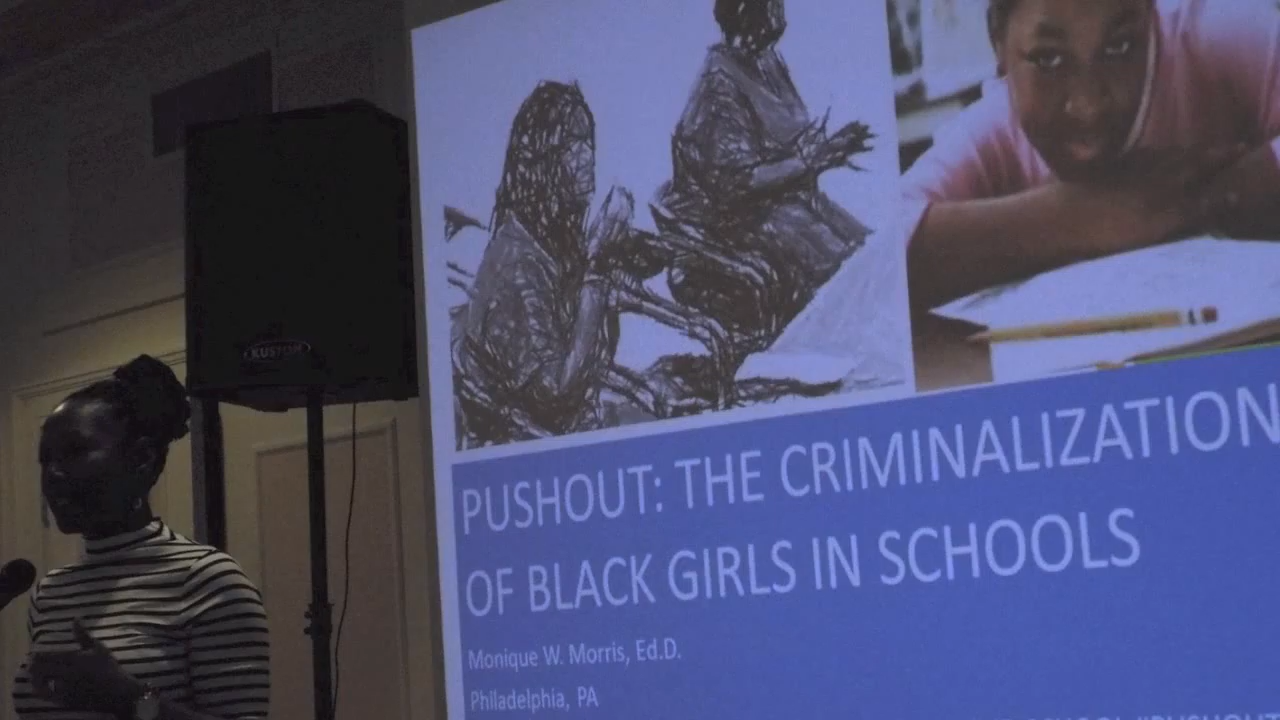 KUSTOM
PUSHOUT: THE CRIMINALIZATION
OF BLACK GIRLS IN SCHOOLS
Monique W. Morris, Ed.D.
Philadelphia, PA